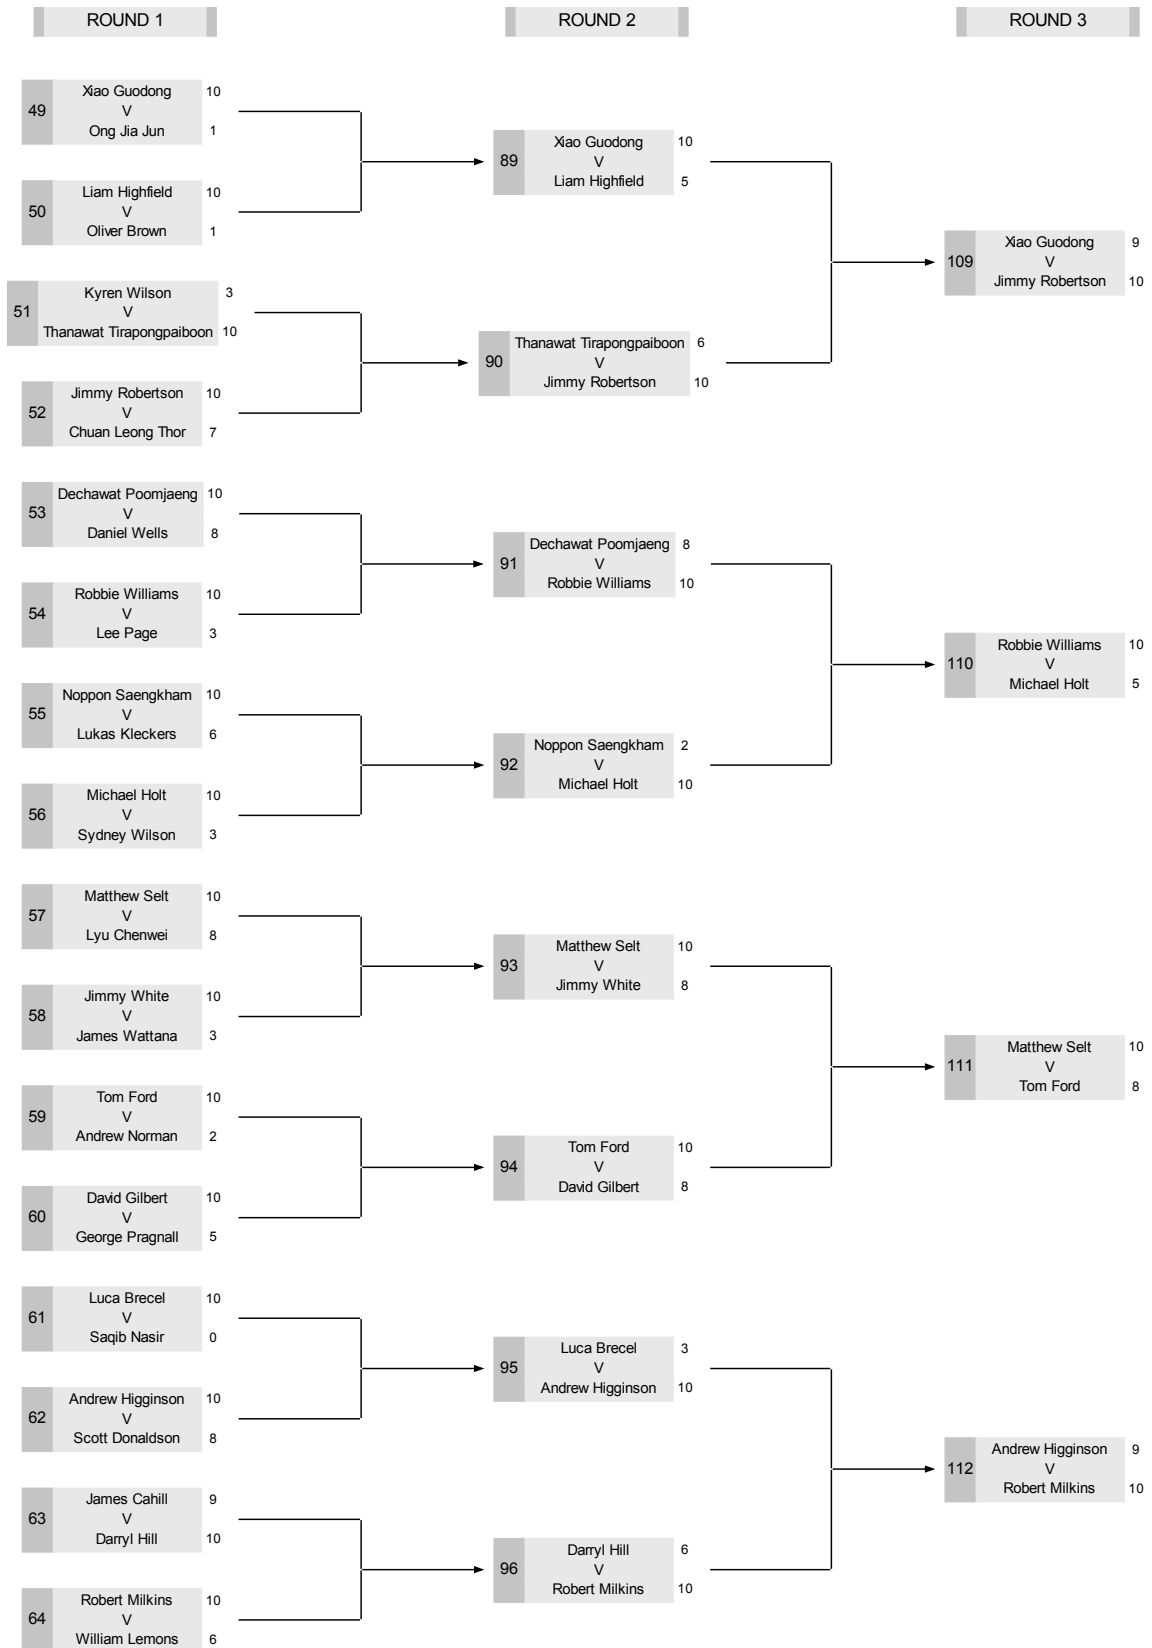 ROUND 1
ROUND 2
ROUND 3
49
Xiao Guodong 10
V
Ong Jia Jun 1
50
Liam Highfield 10
V
Oliver Brown 1
51
Kyren Wilson 3
V
Thanawat Tirapongpaiboon 10
52
Jimmy Robertson 10
V
Chuan Leong Thor 7
53
Dechawat Poomjaeng 10
V
Daniel Wells 8
54
Robbie Williams 10
V
Lee Page 3
55
Noppon Saengkham 10
V
Lukas Kleckers 6
56
Michael Holt 10
V
Sydney Wilson 3
57
Matthew Selt 10
V
Lyu Chenwei 8
58
Jimmy White 10
V
James Wattana 3
59
Tom Ford 10
V
Andrew Norman 2
60
David Gilbert 10
V
George Pragnall 5
61
Luca Brecel 10
V
Saqib Nasir 0
62
Andrew Higginson 10
V
Scott Donaldson 8
63
James Cahill 9
V
Darryl Hill 10
64
Robert Milkins 10
V
William Lemons 6
89
Xiao Guodong 10
V
Liam Highfield 5
90
Thanawat Tirapongpaiboon 6
V
Jimmy Robertson 10
91
Dechawat Poomjaeng 8
V
Robbie Williams 10
92
Noppon Saengkham 2
V
Michael Holt 10
93
Matthew Selt 10
V
Jimmy White 8
94
Tom Ford 10
V
David Gilbert 8
95
Luca Brecel 3
V
Andrew Higginson 10
96
Darryl Hill 6
V
Robert Milkins 10
109
Xiao Guodong 9
V
Jimmy Robertson 10
110
Robbie Williams 10
V
Michael Holt 5
111
Matthew Selt 10
V
Tom Ford 8
112
Andrew Higginson 9
V
Robert Milkins 10